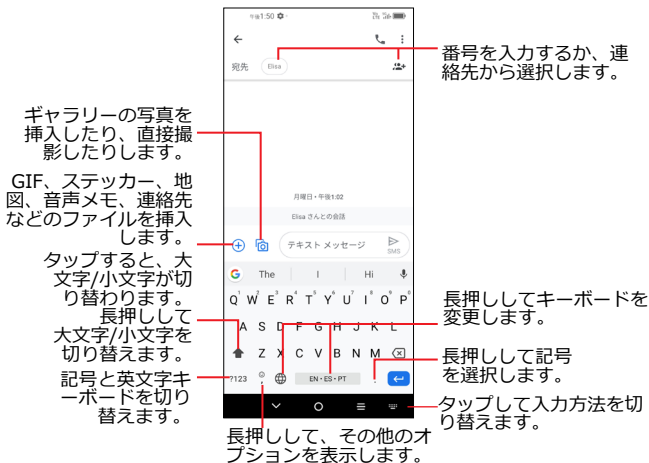 午後1:50
宛先
Elisa
番号を入力するか、連
絡先から選択します。
ギャラリーの写真を
挿入したり、直接撮
影したりします。
GIF、ステッカー、地
図、音声メモ、連絡先
などのファイルを挿入
します。
月曜日・午後1:02
Elisa さんとの会話
テキスト メッセージ
SMS
タップすると、大
文字/小文字が切
り替わります。
長押しして
大文字/小文字を
切り替えます。
記号と英文字キ
ーボードを切り
替えます。
G The I Hi
Q1 W2 E3 R4 T5 Y6 U7 I8 O9 P0
A S D F G H J K L
Z X C V B N M
?123 , EN • ES • PT .
長押ししてキーボードを
変更します。
長押しして記号
を選択します。
タップして入力方法を切
り替えます。
長押しして、その他のオ
プションを表示します。